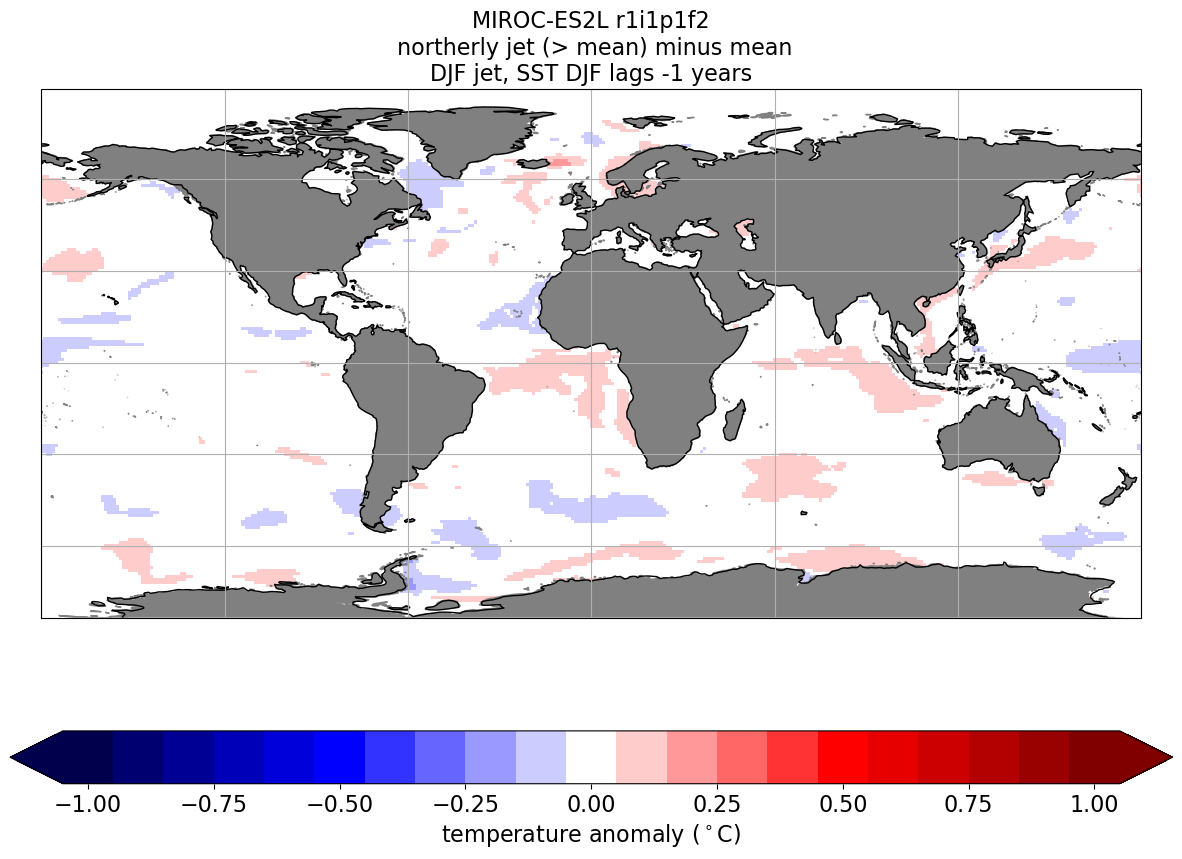 MIROC-ES2L r1i1p1f2
northerly jet (> mean) minus mean
DJF jet, SST DJF lags -1 years
−1.00 −0.75 −0.50 −0.25 0.00 0.25 0.50 0.75 1.00
temperature anomaly (°C)